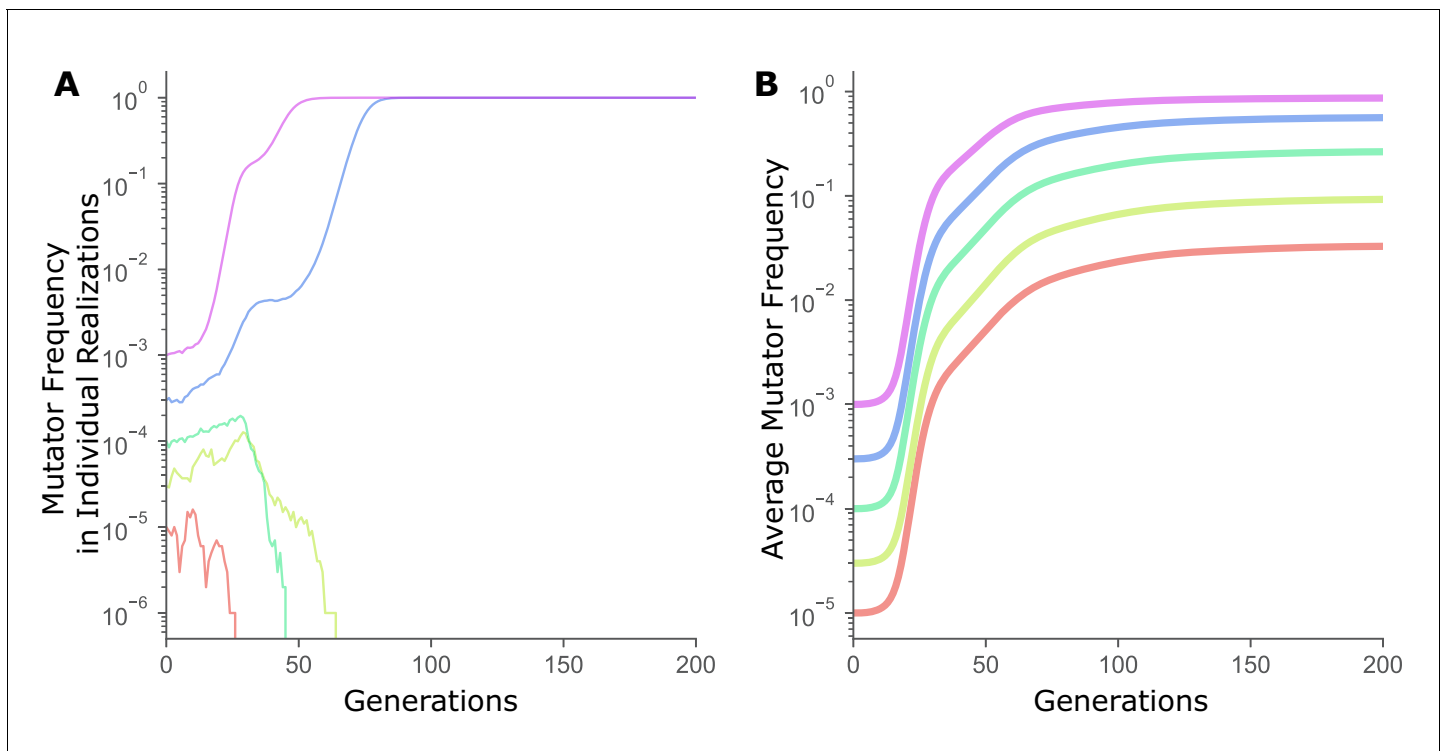 A
Mutator Frequency
in Individual Realizations
10^0
10^−1
10^−2
10^−3
10^−4
10^−5
10^−6
0 50 100 150 200
Generations
B
Average Mutator Frequency
10^0
10^−1
10^−2
10^−3
10^−4
10^−5
0 50 100 150 200
Generations